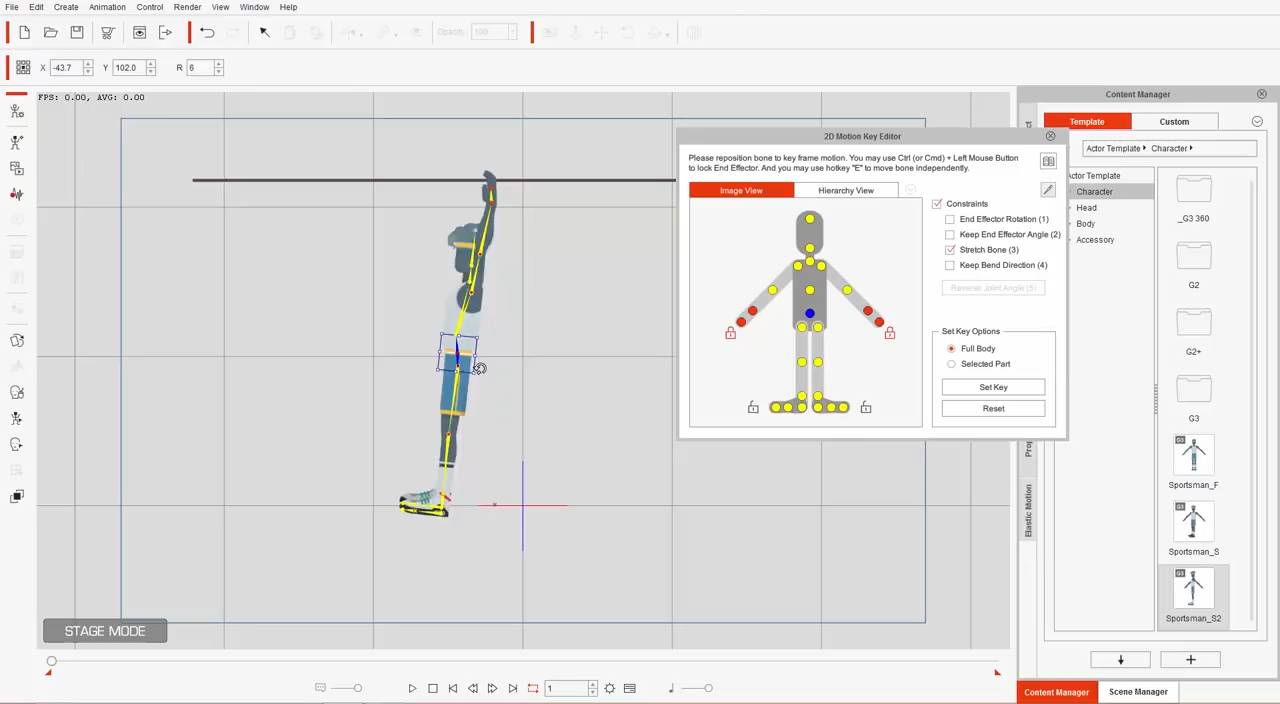 File Edit Create Animation Control Render View Window Help
Opacity: 100
X -43.7 Y 102.0 R 6
FPS: 0.00, AVG: 0.00
Content Manager
Template Custom
Actor Template Character
Actor Template
Character
Head
Body
Accessory
_G3 360
G2
G2+
G3
G3
Sportsman_F
G3
Sportsman_S
G3
Sportsman_S2
2D Motion Key Editor
Please reposition bone to key frame motion. You may use Ctrl (or Cmd) + Left Mouse Button
to lock End Effector. And you may use hotkey "E" to move bone independently.
Image View Hierarchy View
Constraints
End Effector Rotation (1)
Keep End Effector Angle (2)
Stretch Bone (3)
Keep Bend Direction (4)
Reverse Joint Angle (5)
Set Key Options
Full Body
Selected Part
Set Key
Reset
Elastic Motion
STAGE MODE
1
Content Manager Scene Manager